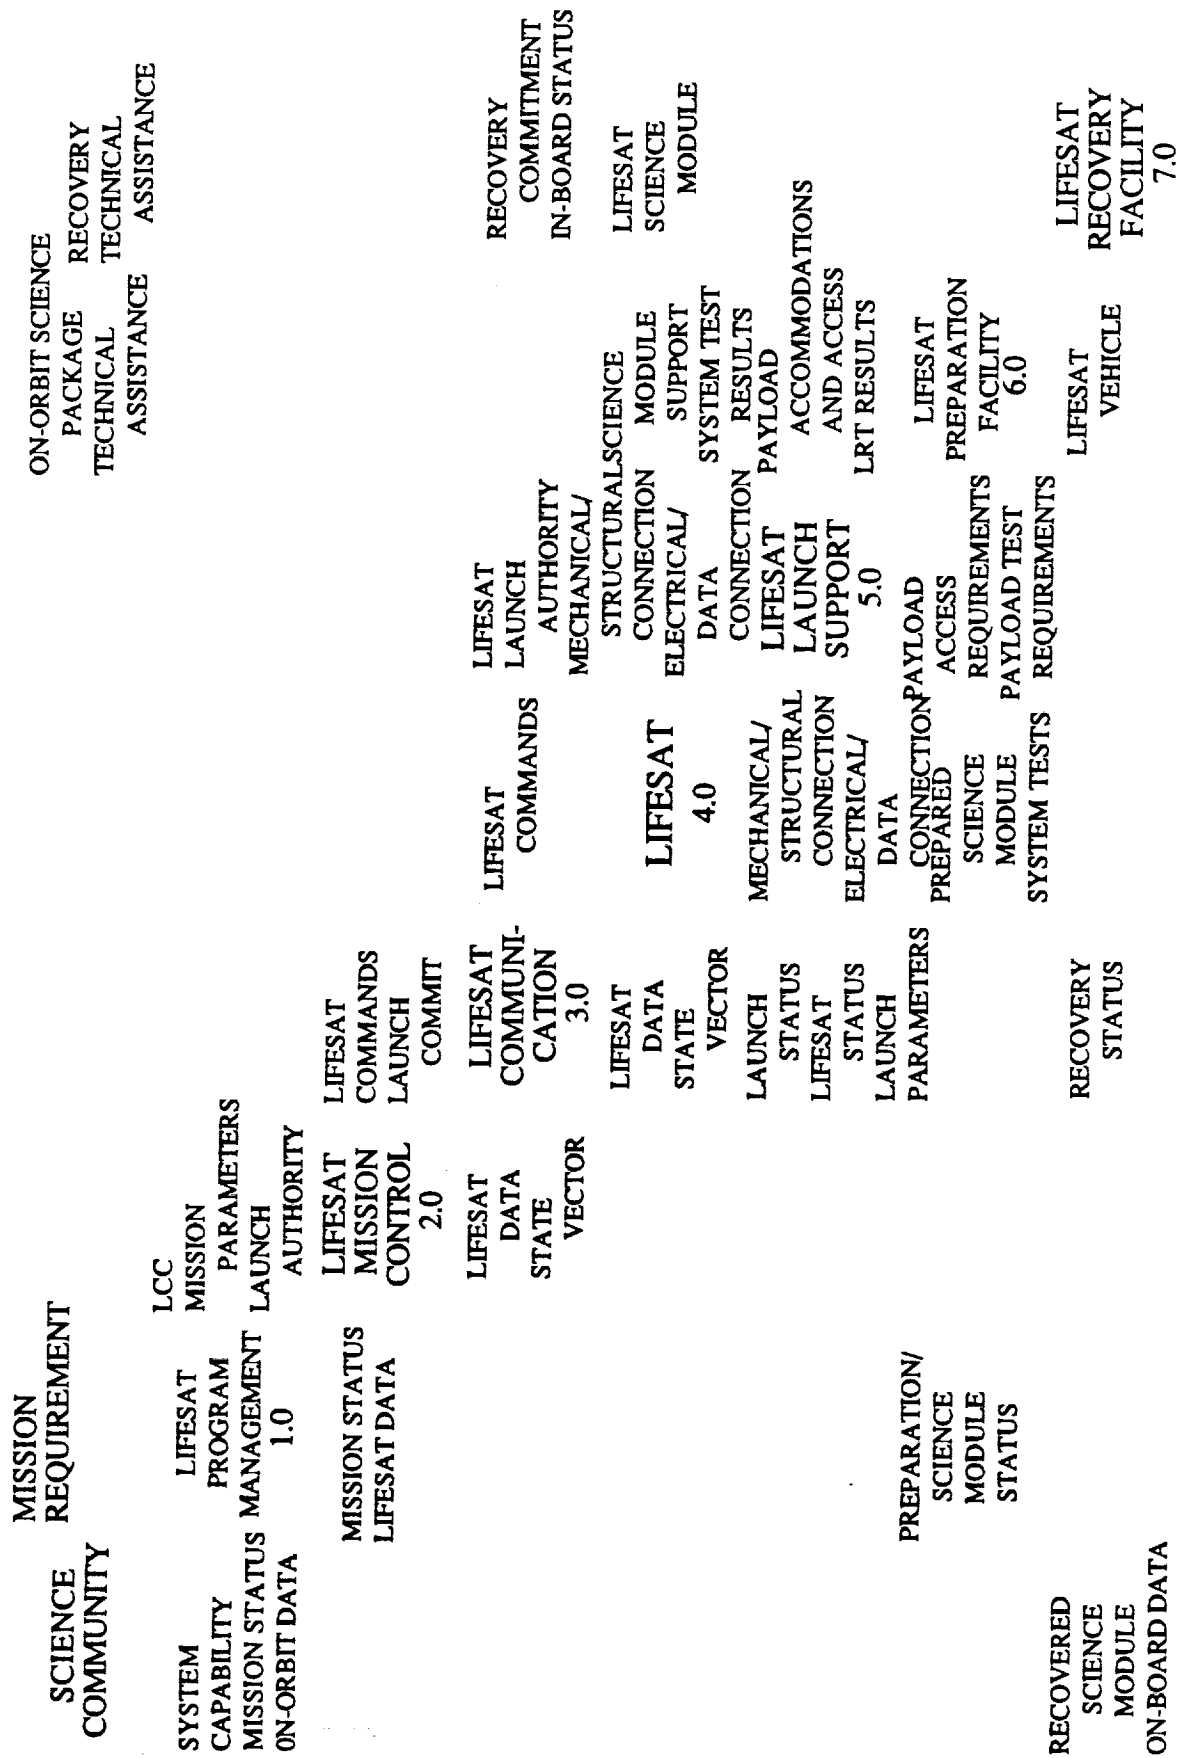 SCIENCE
COMMUNITY
MISSION
REQUIREMENT
ON-ORBIT SCIENCE
PACKAGE
TECHNICAL
ASSISTANCE
RECOVERY
TECHNICAL
ASSISTANCE
SYSTEM
CAPABILITY
MISSION STATUS
0N-ORBIT DATA
LIFESAT
PROGRAM
MANAGEMENT
1.0
LCC
MISSION
PARAMETERS
LAUNCH
AUTHORITY
MISSION STATUS
LIFESAT DATA
LIFESAT
MISSION
CONTROL
2.0
LIFESAT
COMMANDS
LAUNCH
COMMIT
LIFESAT
DATA
STATE
VECTOR
LIFESAT
COMMUNI-
CATION
3.0
LIFESAT
COMMANDS
LIFESAT
LAUNCH
AUTHORITY
RECOVERY
COMMITMENT
IN-BOARD STATUS
LIFESAT
DATA
STATE
VECTOR
LIFESAT
4.0
MECHANICAL/
STRUCTURAL
CONNECTION
ELECTRICAL/
DATA
CONNECTION
SCIENCE
MODULE
SUPPORT
SYSTEM TEST
RESULTS
LIFESAT
SCIENCE
MODULE
LAUNCH
STATUS
LIFESAT
STATUS
LAUNCH
PARAMETERS
MECHANICAL/
STRUCTURAL
CONNECTION
ELECTRICAL/
DATA
CONNECTION
LIFESAT
LAUNCH
SUPPORT
5.0
PAYLOAD
ACCOMMODATIONS
AND ACCESS
LRT RESULTS
PREPARATION/
SCIENCE
MODULE
STATUS
PREPARED
SCIENCE
MODULE
SYSTEM TESTS
PAYLOAD
ACCESS
REQUIREMENTS
PAYLOAD TEST
REQUIREMENTS
LIFESAT
PREPARATION
FACILITY
6.0
RECOVERED
SCIENCE
MODULE
ON-BOARD DATA
RECOVERY
STATUS
LIFESAT
VEHICLE
LIFESAT
RECOVERY
FACILITY
7.0